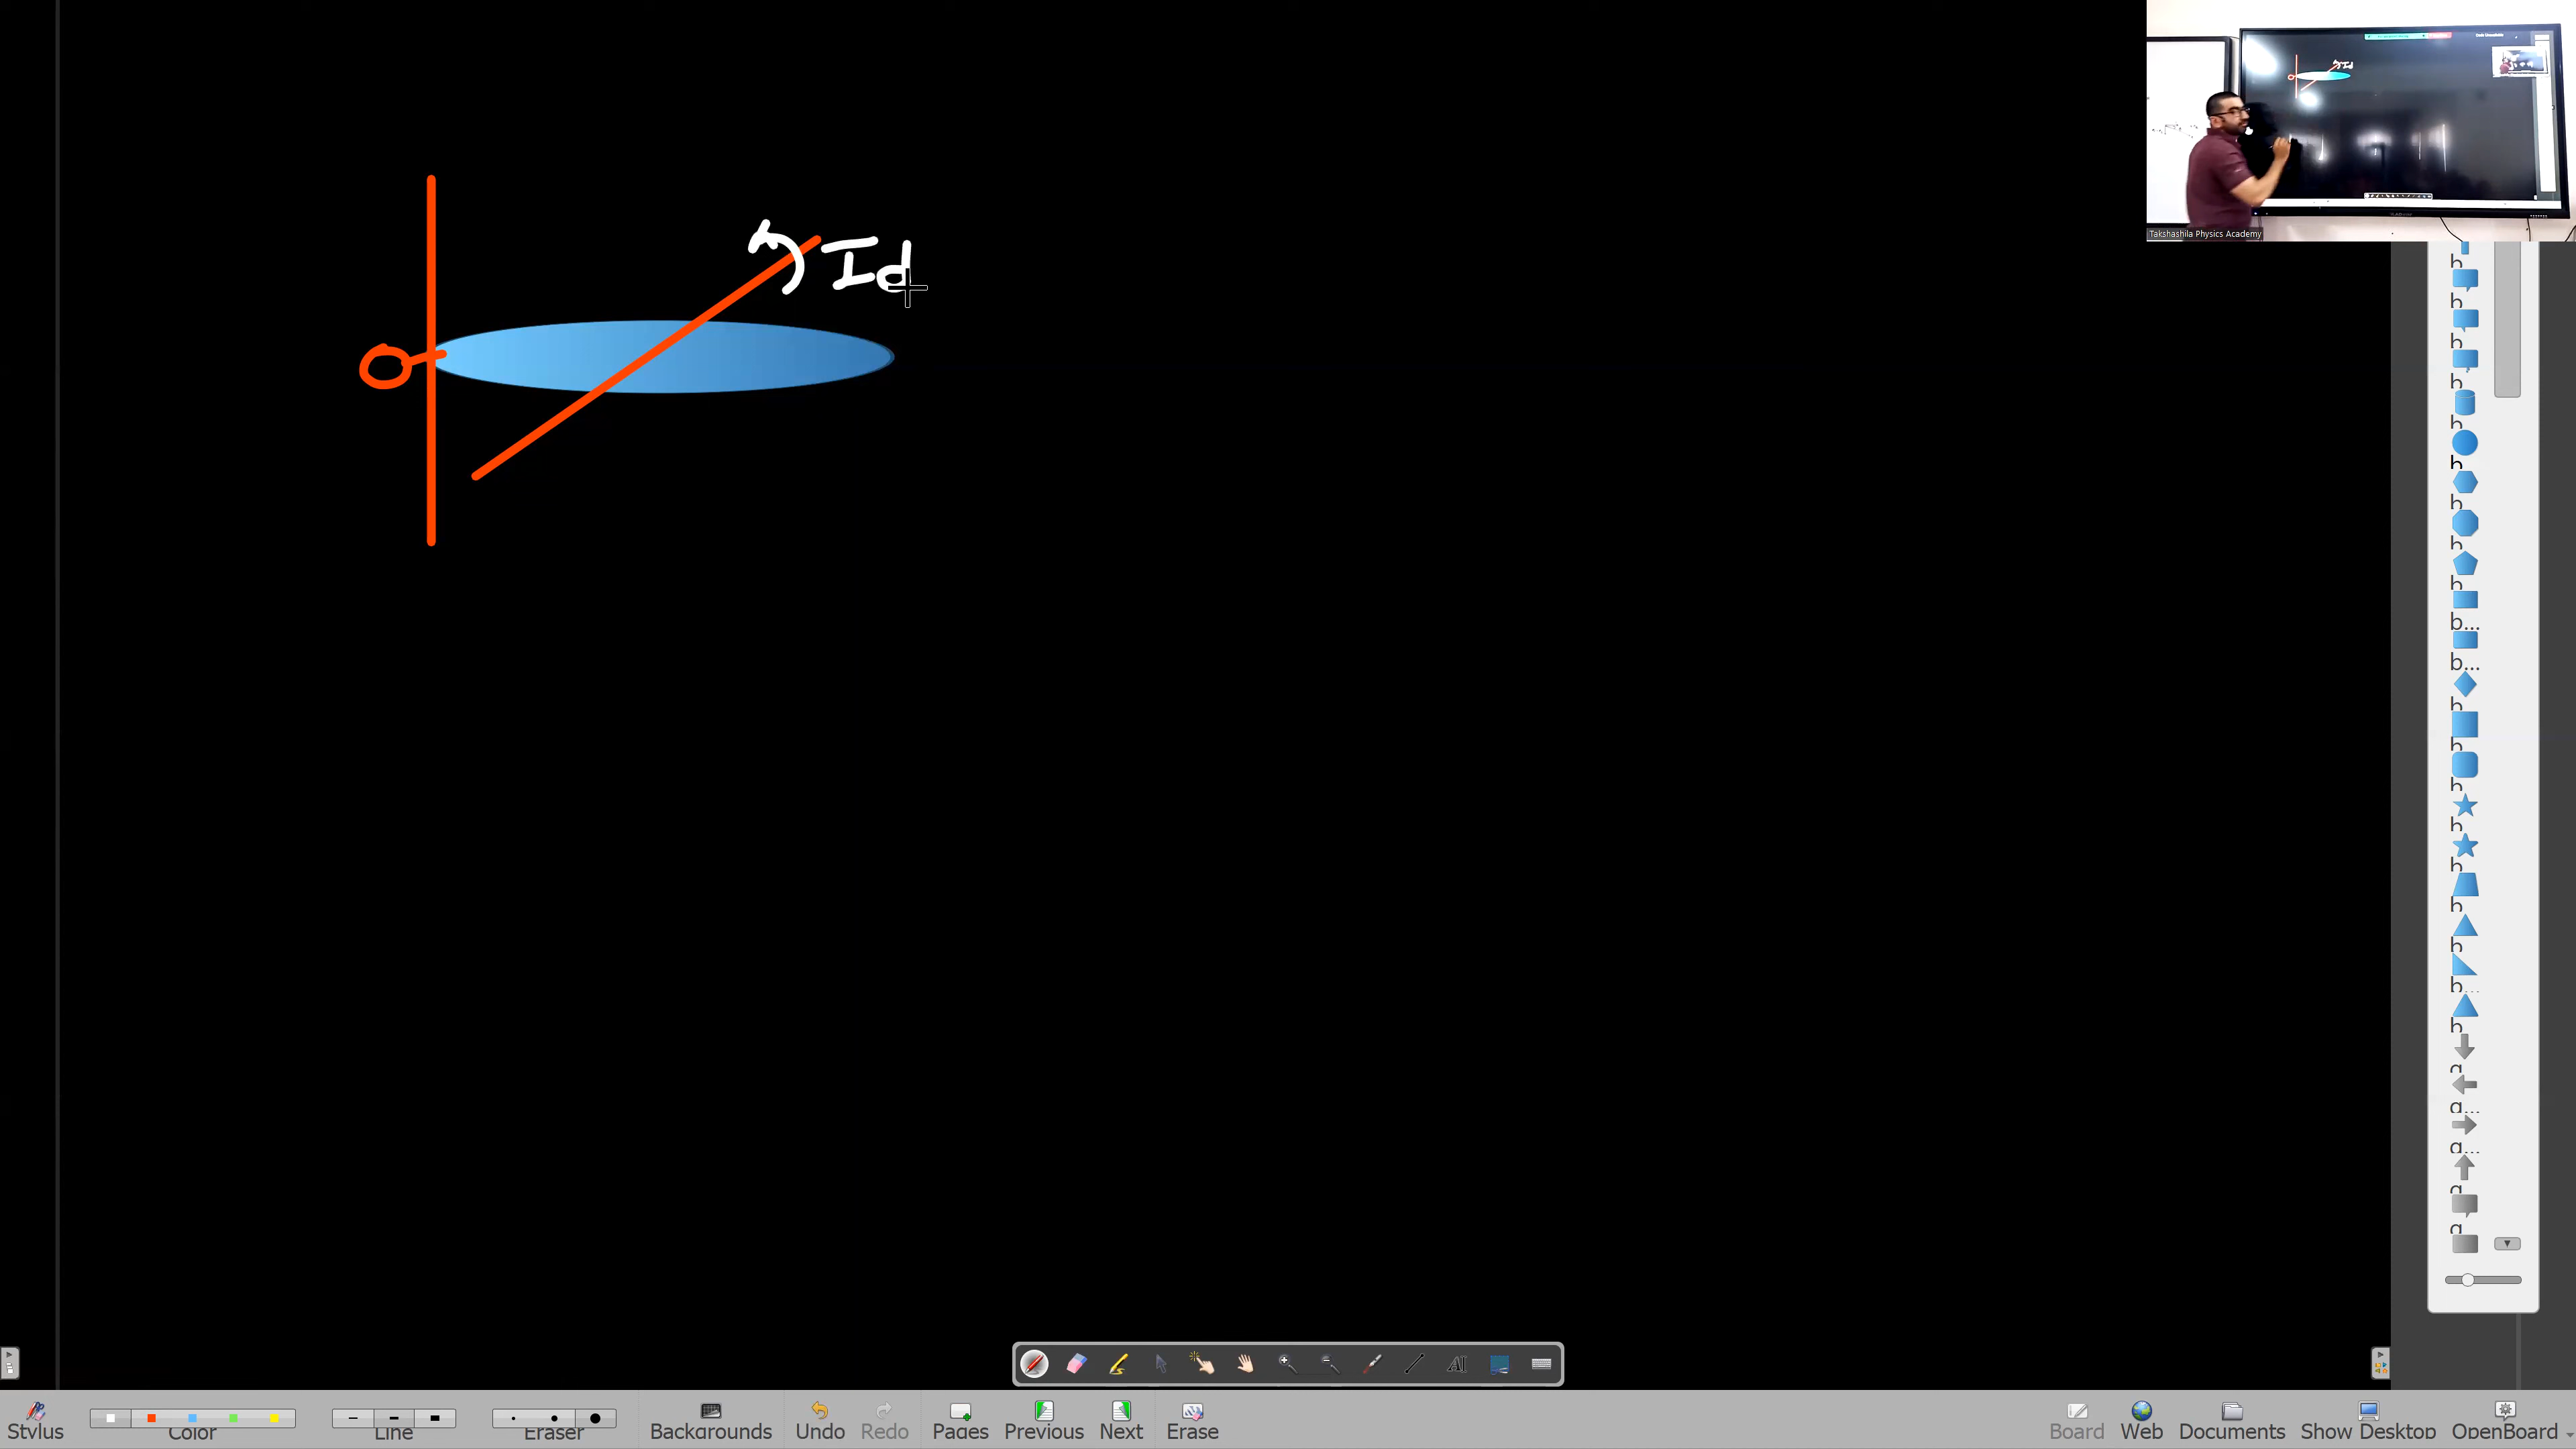 Id
Takshashila Physics Academy
b
b
b
b
b
b
b
b
b
b...
b...
b
b
b
b
b
b
b
b...
b
a
a...
a...
a
a
Stylus
Color
Line
Eraser
Backgrounds
Undo
Redo
Pages
Previous
Next
Erase
Board
Web
Documents
Show Desktop
OpenBoard